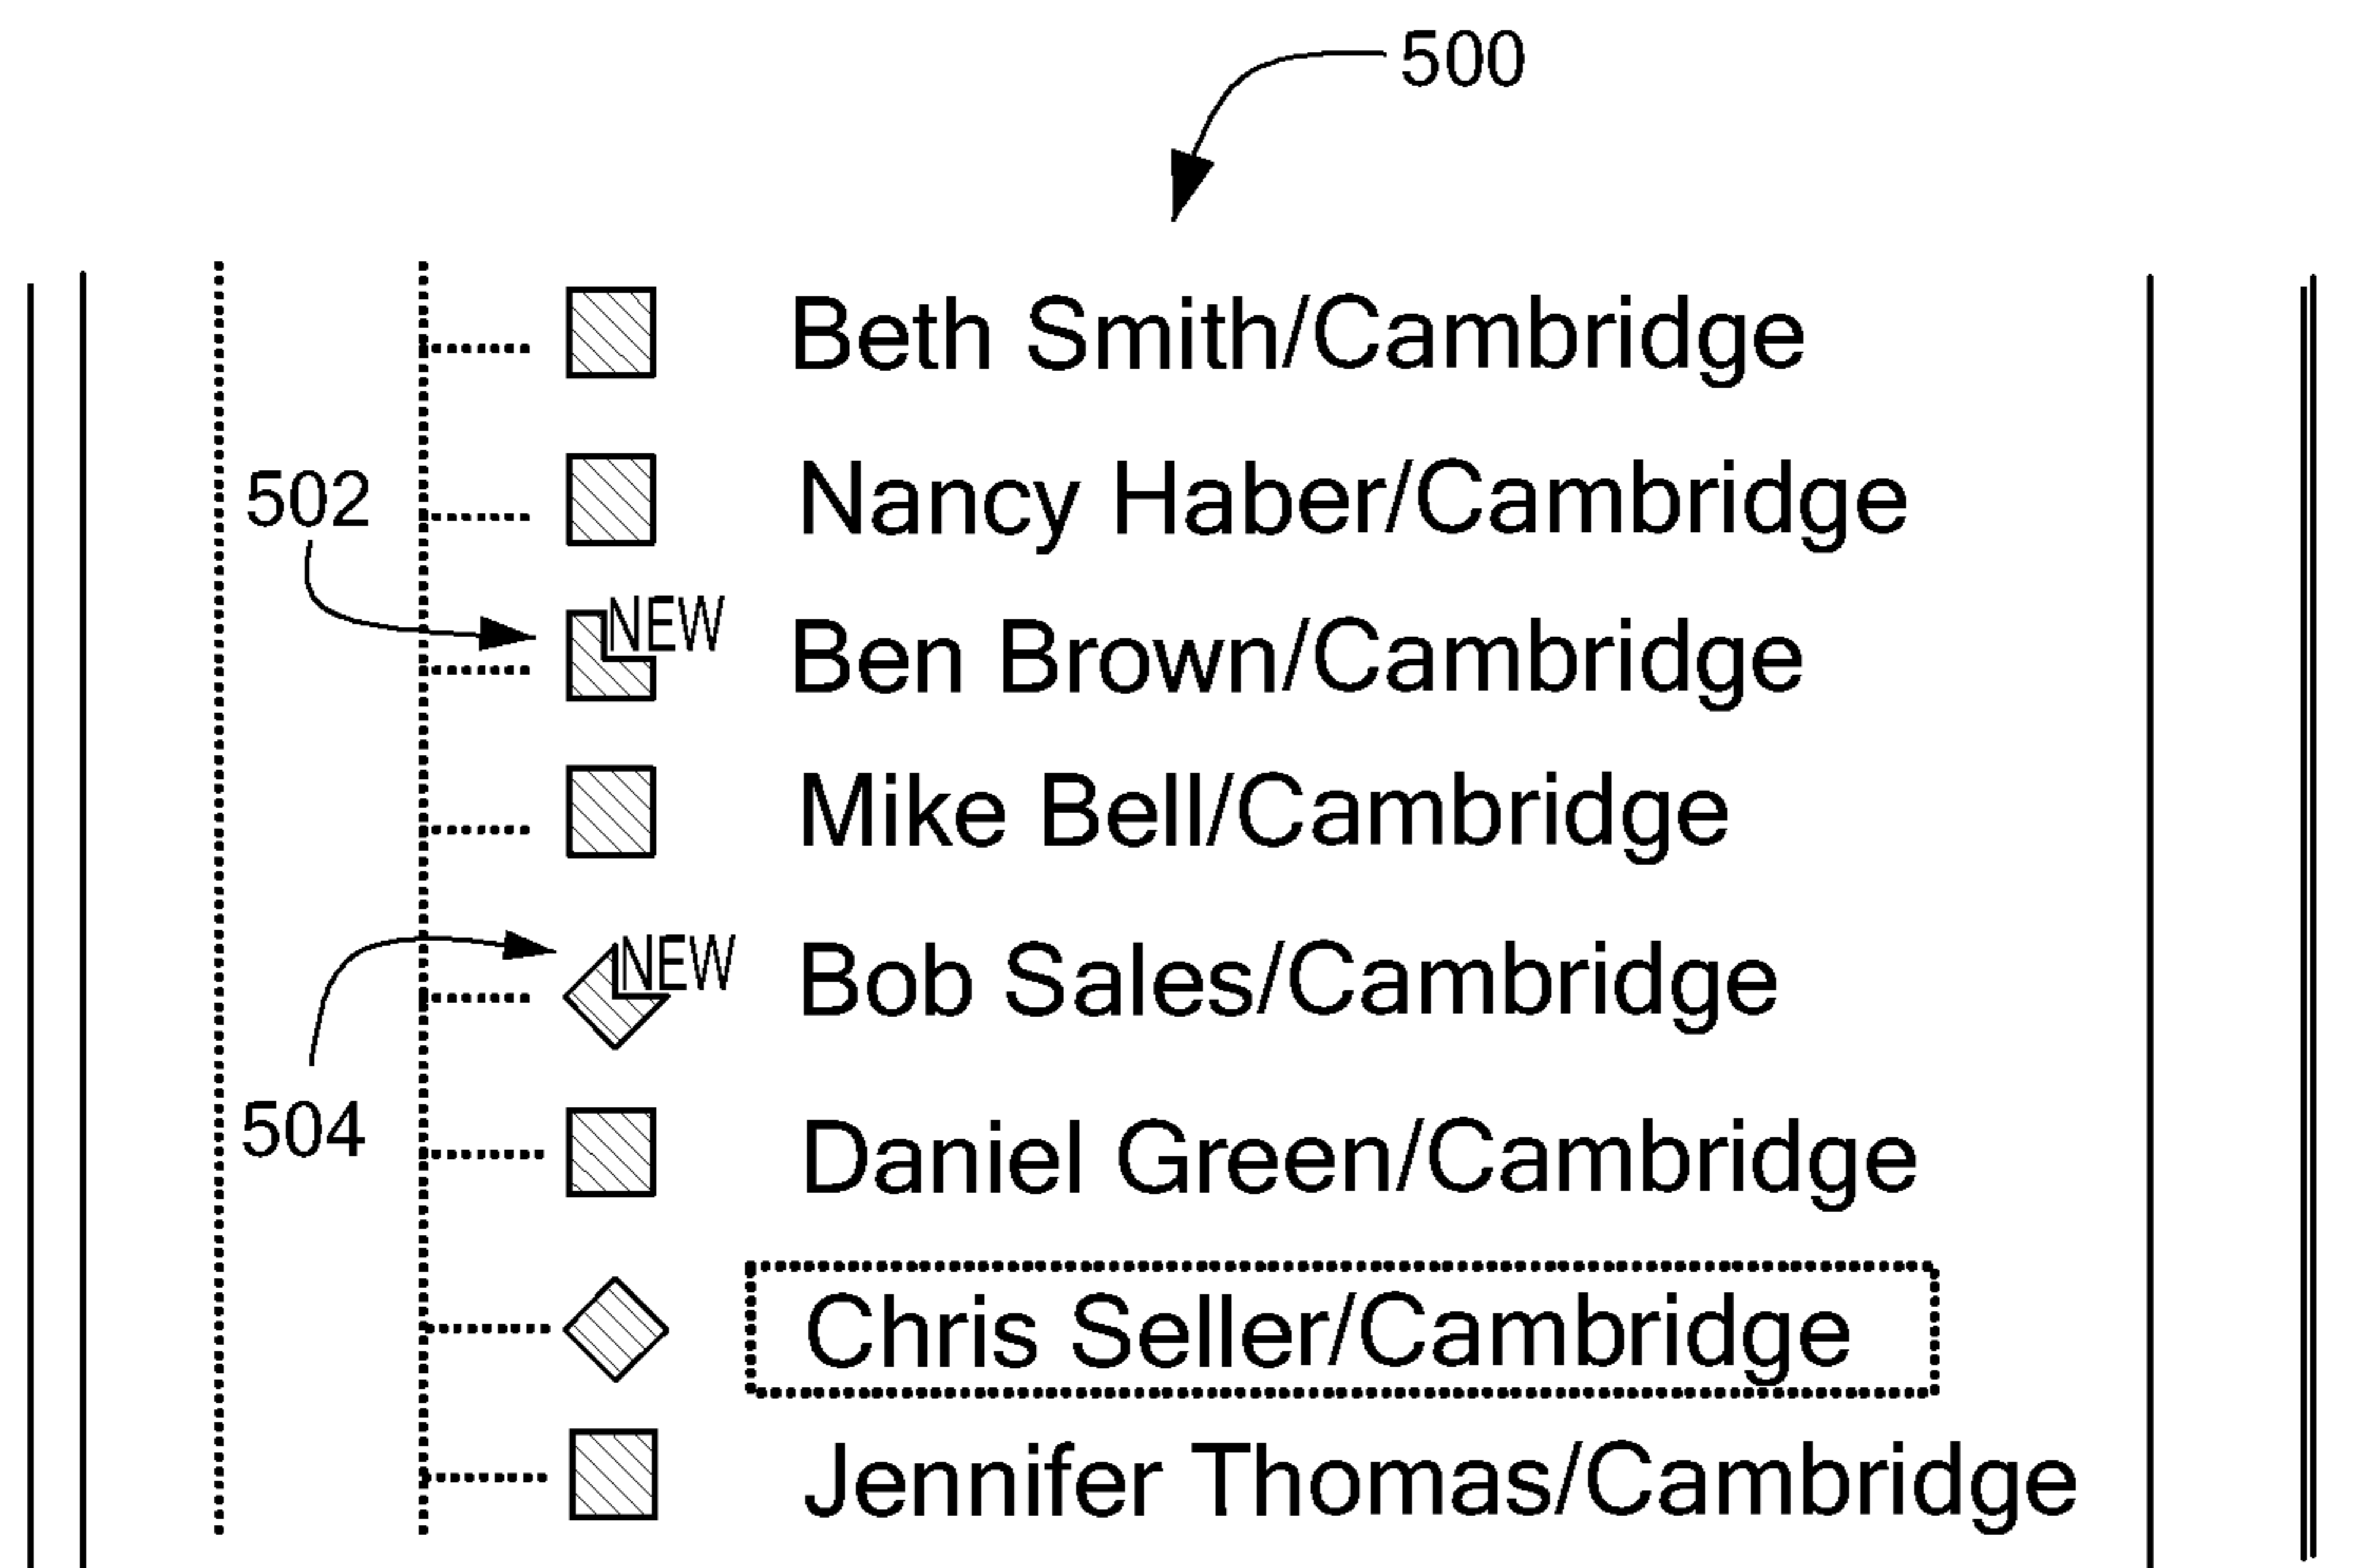 500
Beth Smith/Cambridge
Nancy Haber/Cambridge
502
NEW
Ben Brown/Cambridge
Mike Bell/Cambridge
NEW
Bob Sales/Cambridge
504
Daniel Green/Cambridge
Chris Seller/Cambridge
Jennifer Thomas/Cambridge